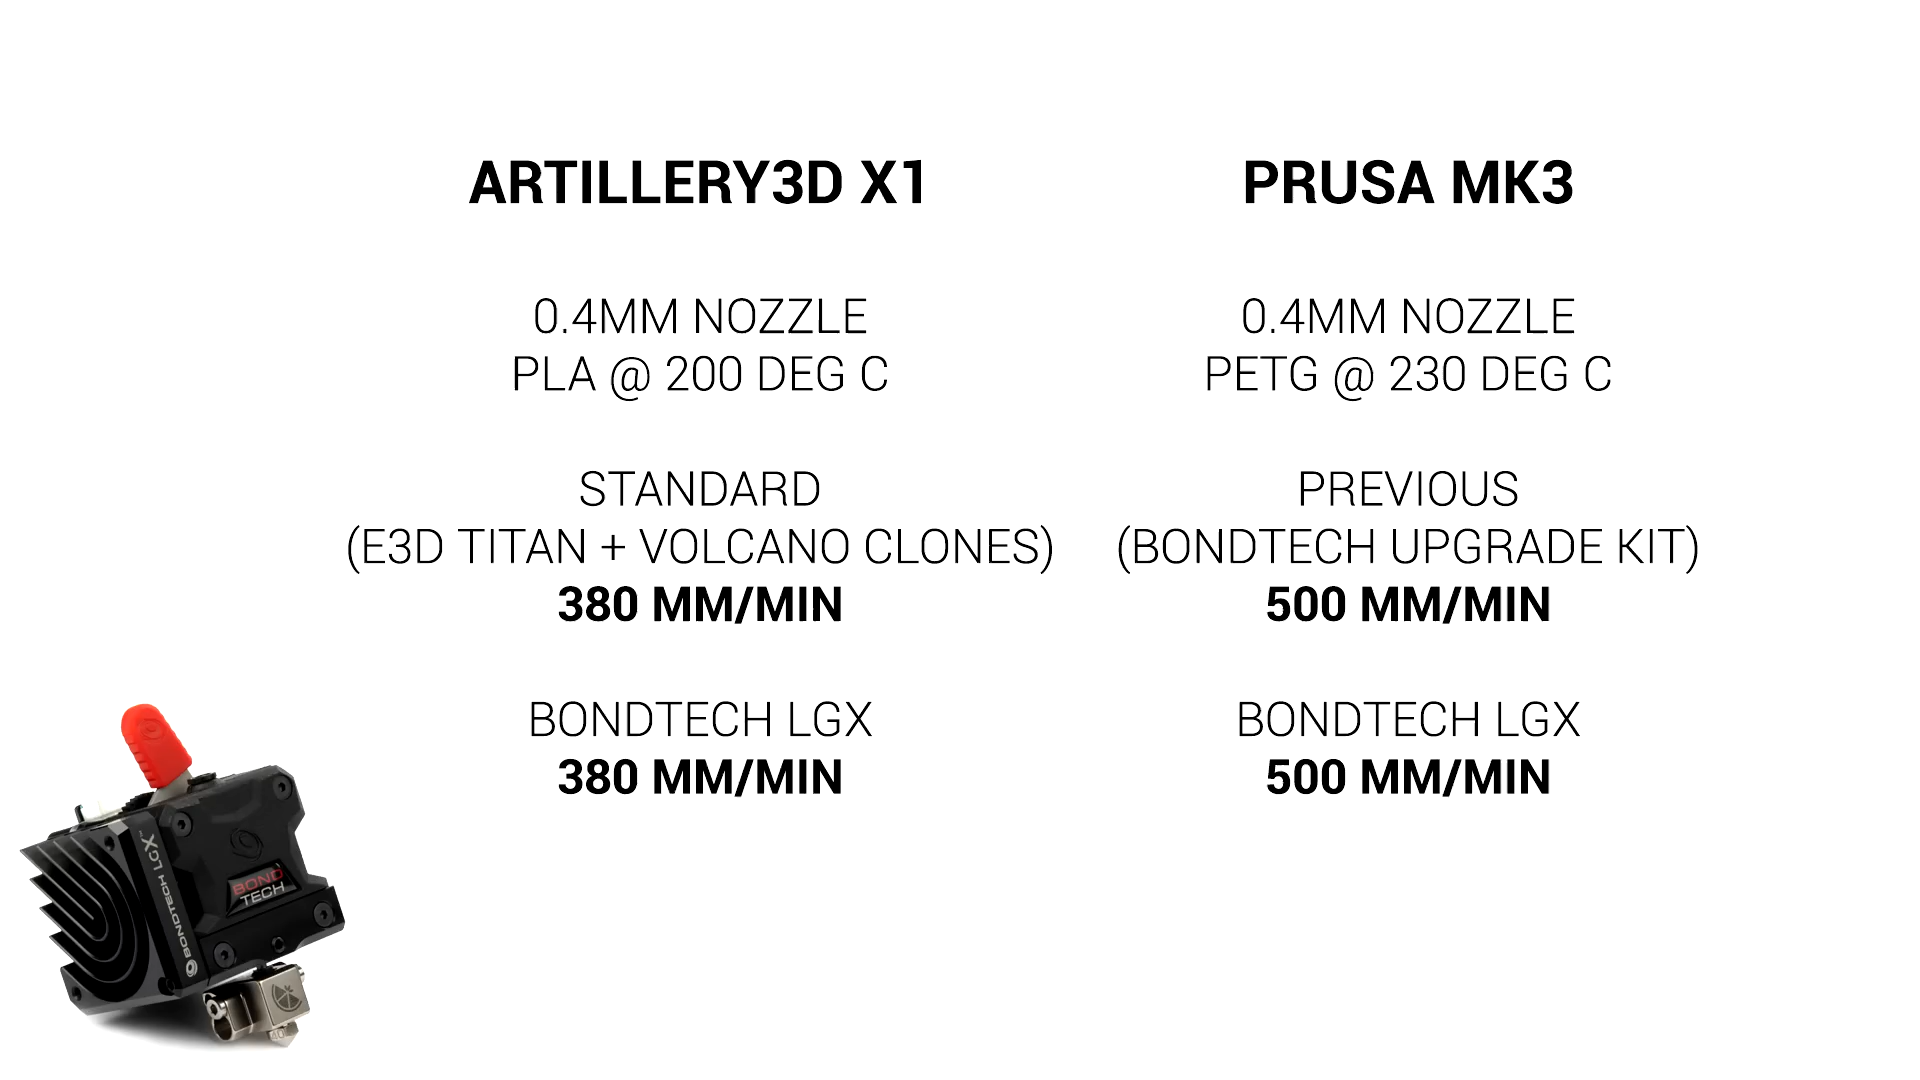 ARTILLERY3D X1
0.4MM NOZZLE
PLA @ 200 DEG C
STANDARD
(E3D TITAN + VOLCANO CLONES)
380 MM/MIN
BONDTECH LGX
380 MM/MIN
PRUSA MK3
0.4MM NOZZLE
PETG @ 230 DEG C
PREVIOUS
(BONDTECH UPGRADE KIT)
500 MM/MIN
BONDTECH LGX
500 MM/MIN
BONDTECH LGX
BOND
TECH